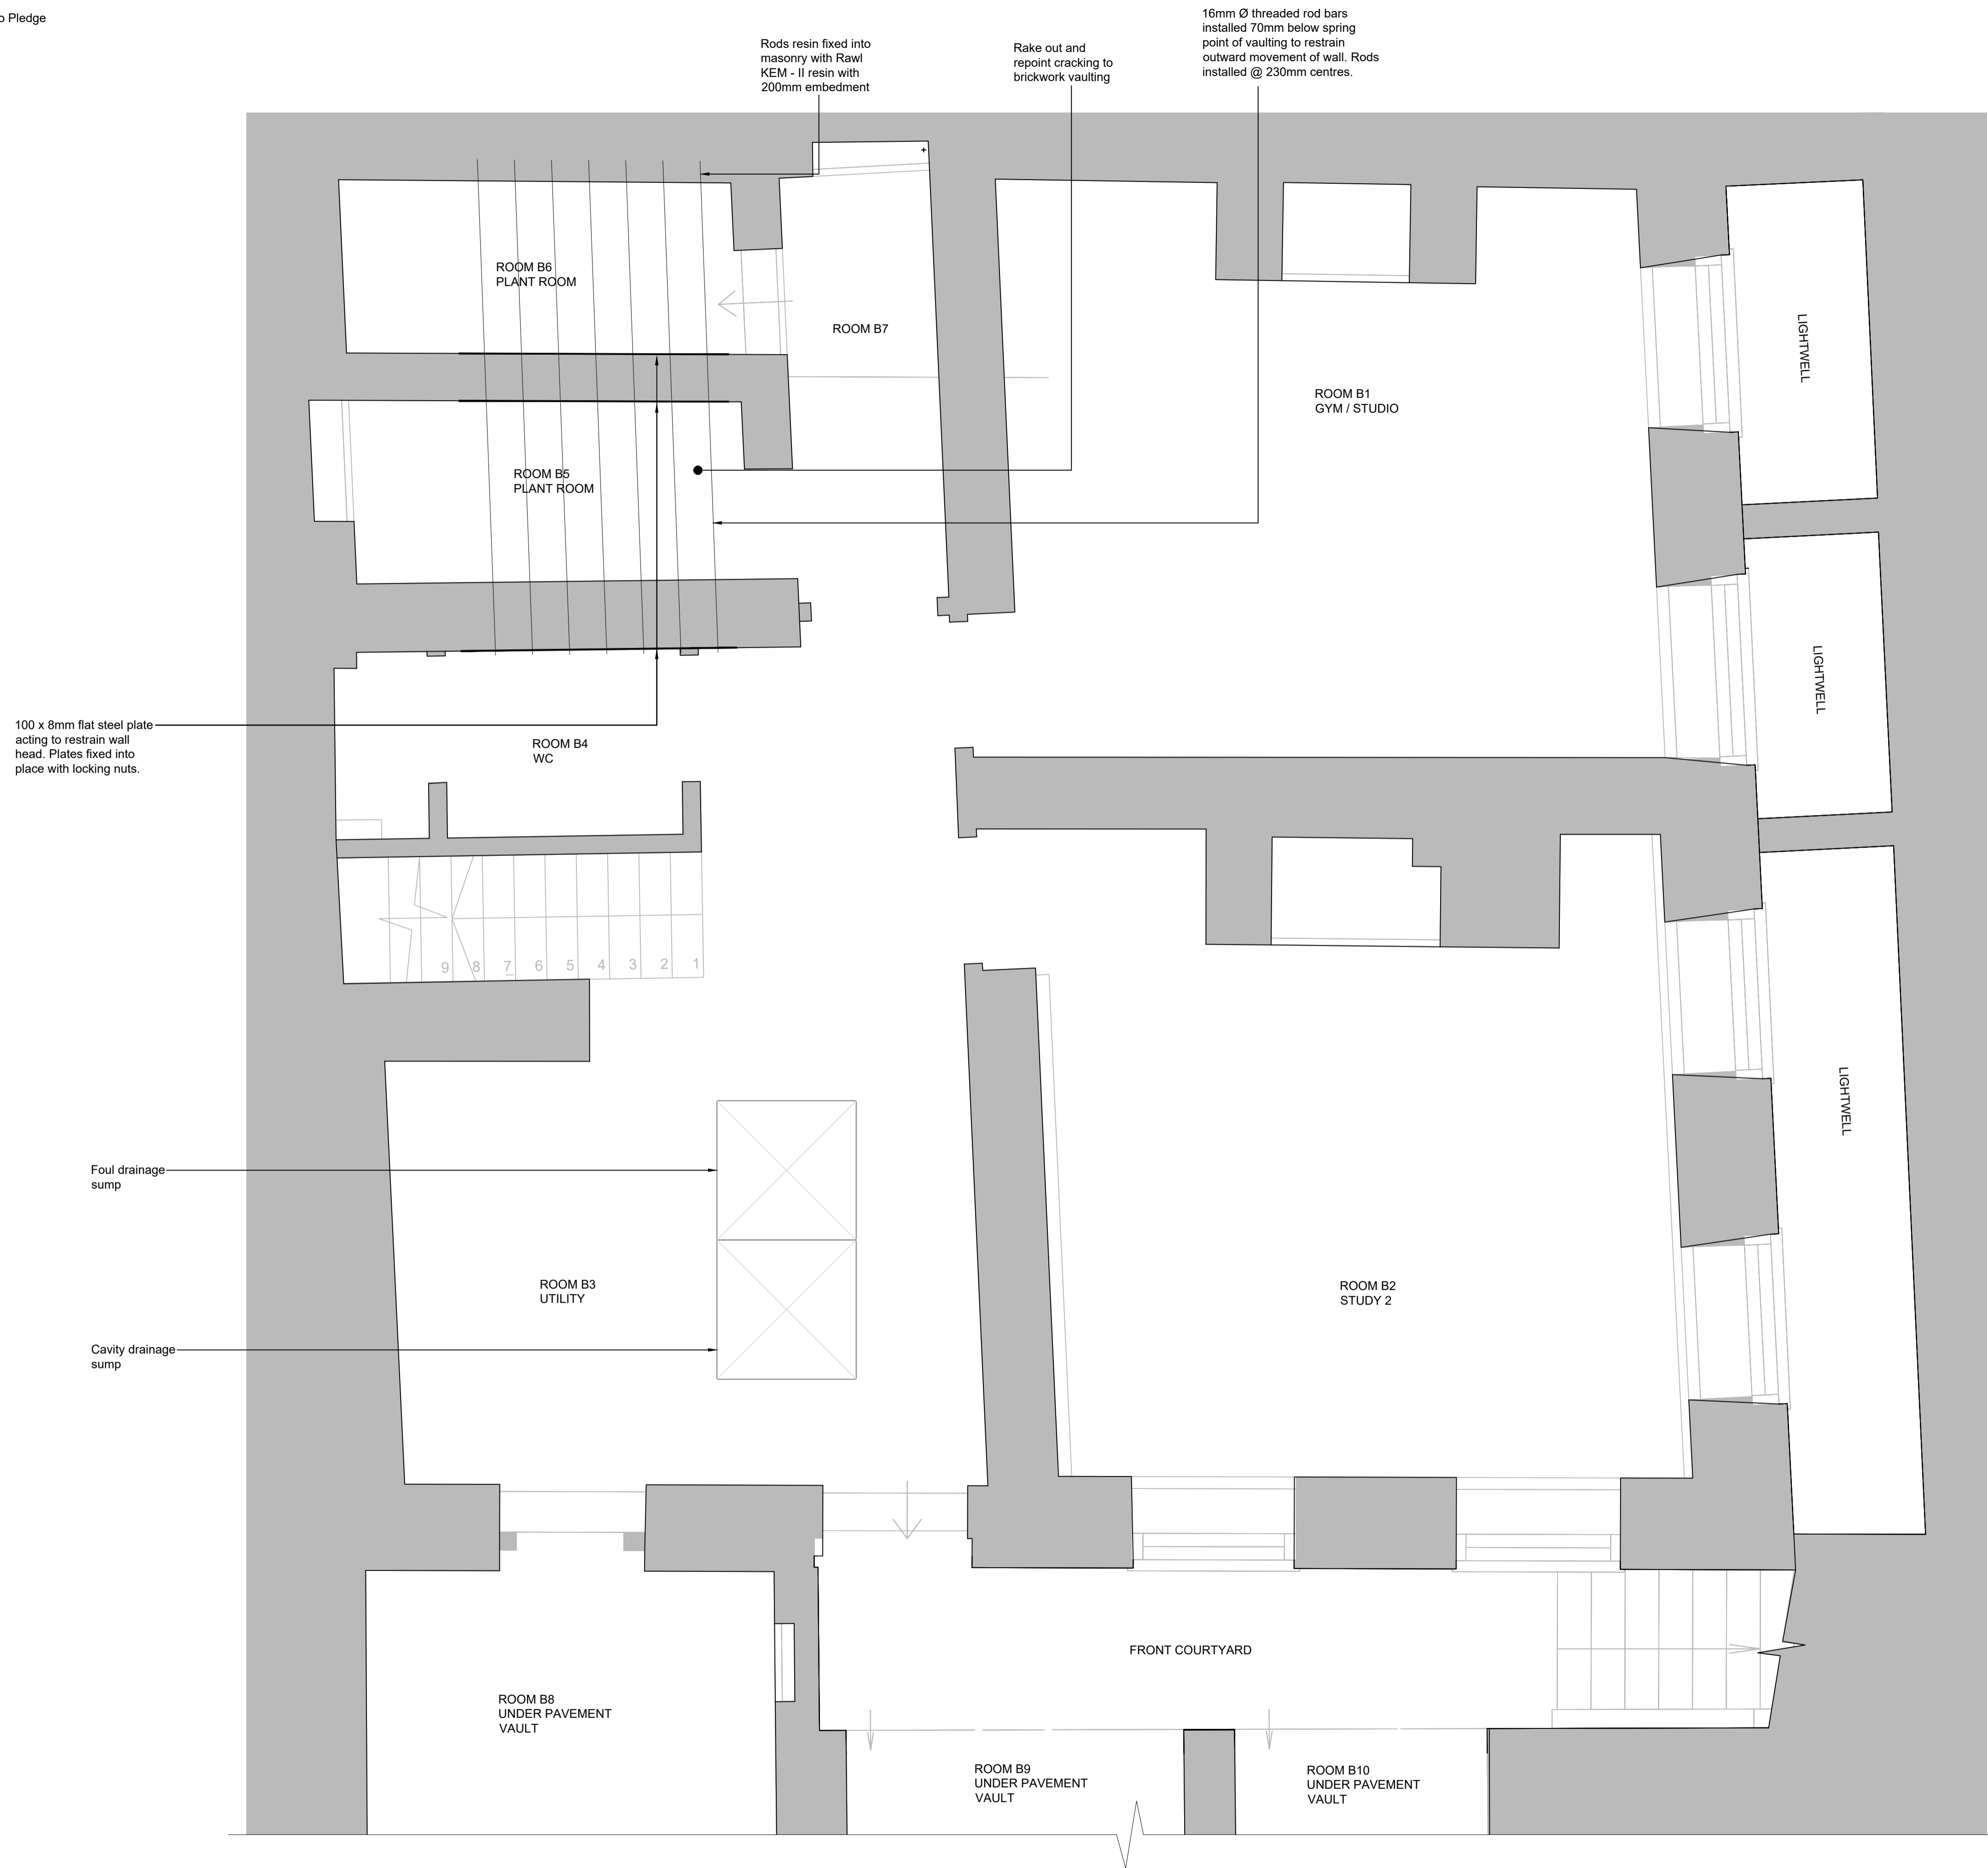 o Pledge
16mm Ø threaded rod bars
installed 70mm below spring
point of vaulting to restrain
outward movement of wall. Rods
installed @ 230mm centres.
Rods resin fixed into
masonry with Rawl
KEM - II resin with
200mm embedment
Rake out and
repoint cracking to
brickwork vaulting
ROOM B6
PLANT ROOM
ROOM B7
LIGHTWELL
ROOM B1
GYM / STUDIO
ROOM B5
PLANT ROOM
LIGHTWELL
100 x 8mm flat steel plate
acting to restrain wall
head. Plates fixed into
place with locking nuts.
ROOM B4
WC
9 8 7 6 5 4 3 2 1
LIGHTWELL
Foul drainage
sump
ROOM B3
UTILITY
ROOM B2
STUDY 2
Cavity drainage
sump
FRONT COURTYARD
ROOM B8
UNDER PAVEMENT
VAULT
ROOM B9
UNDER PAVEMENT
VAULT
ROOM B10
UNDER PAVEMENT
VAULT